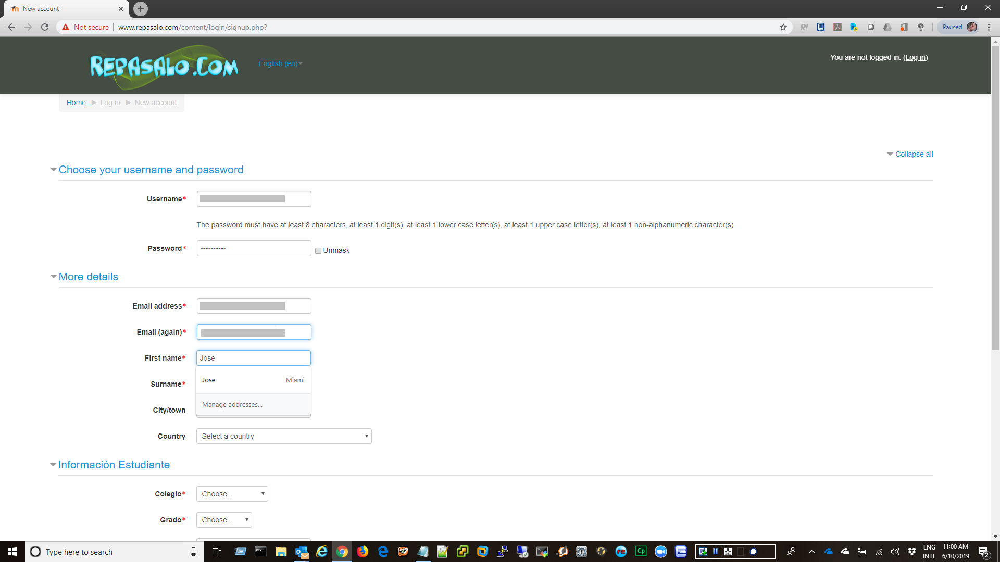 New account
Not secure
www.repasalo.com/content/login/signup.php?
R!
Paused
REPASALO.COM
English (en)
You are not logged in. (Log in)
Home ► Log in ► New account
Collapse all
Choose your username and password
Username*
The password must have at least 8 characters, at least 1 digit(s), at least 1 lower case letter(s), at least 1 upper case letter(s), at least 1 non-alphanumeric character(s)
Password* •••••••••• Unmask
More details
Email address*
Email (again)*
First name* Jose
Jose Miami
Surname*
Manage addresses...
City/town
Country Select a country
Información Estudiante
Colegio* Choose...
Grado* Choose...
Type here to search
Cp
ENG
INTL
11:00 AM
6/10/2019
2